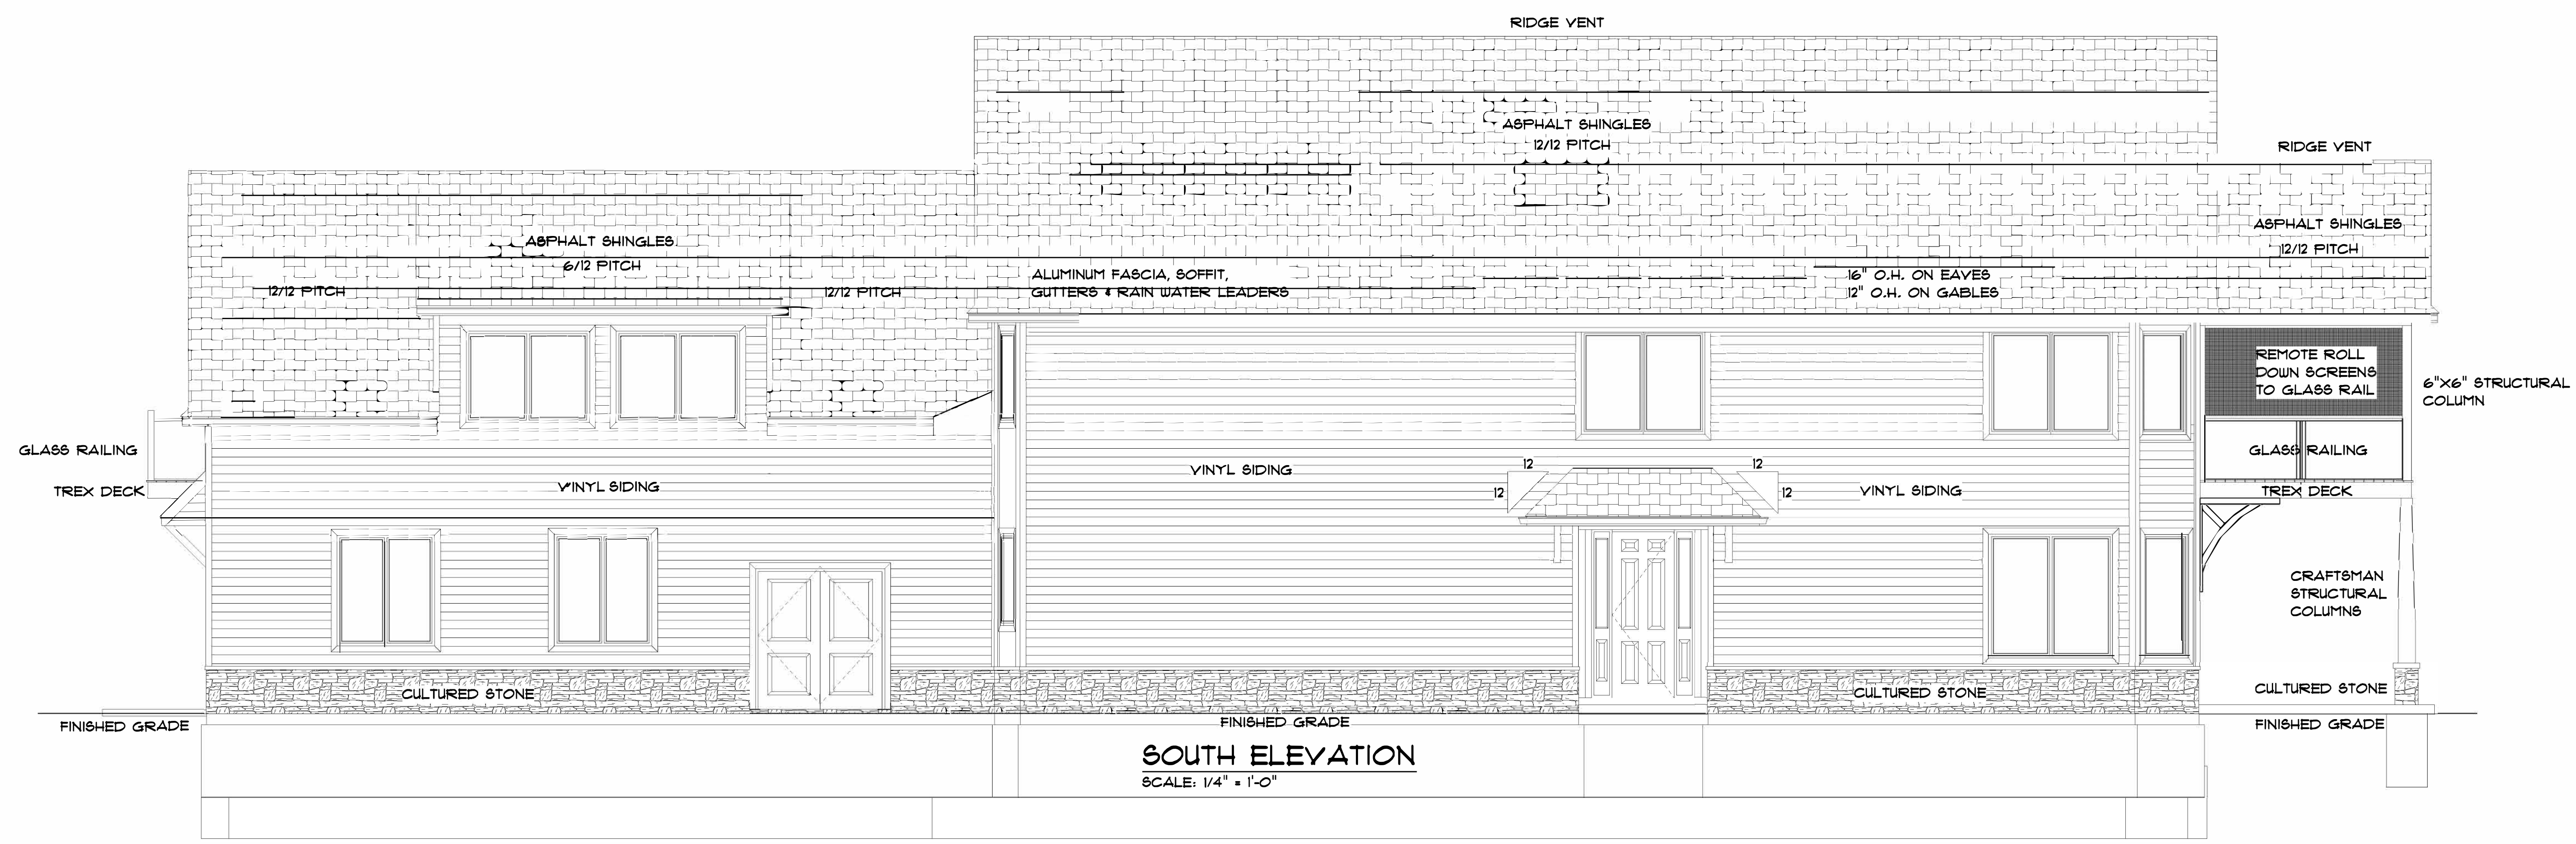 RIDGE VENT
ASPHALT SHINGLES
12/12 PITCH
RIDGE VENT
ASPHALT SHINGLES
12/12 PITCH
ASPHALT SHINGLES
6/12 PITCH
12/12 PITCH
12/12 PITCH
ALUMINUM FASCIA, SOFFIT,
GUTTERS & RAIN WATER LEADERS
16" O.H. ON EAVES
12" O.H. ON GABLES
REMOTE ROLL
DOWN SCREENS
TO GLASS RAIL
6"X6" STRUCTURAL
COLUMN
GLASS RAILING
TREX DECK
VINYL SIDING
VINYL SIDING
12
12
12
12
VINYL SIDING
GLASS RAILING
TREX DECK
CRAFTSMAN
STRUCTURAL
COLUMNS
CULTURED STONE
CULTURED STONE
CULTURED STONE
FINISHED GRADE
FINISHED GRADE
FINISHED GRADE
SOUTH ELEVATION
SCALE: 1/4" = 1'-0"